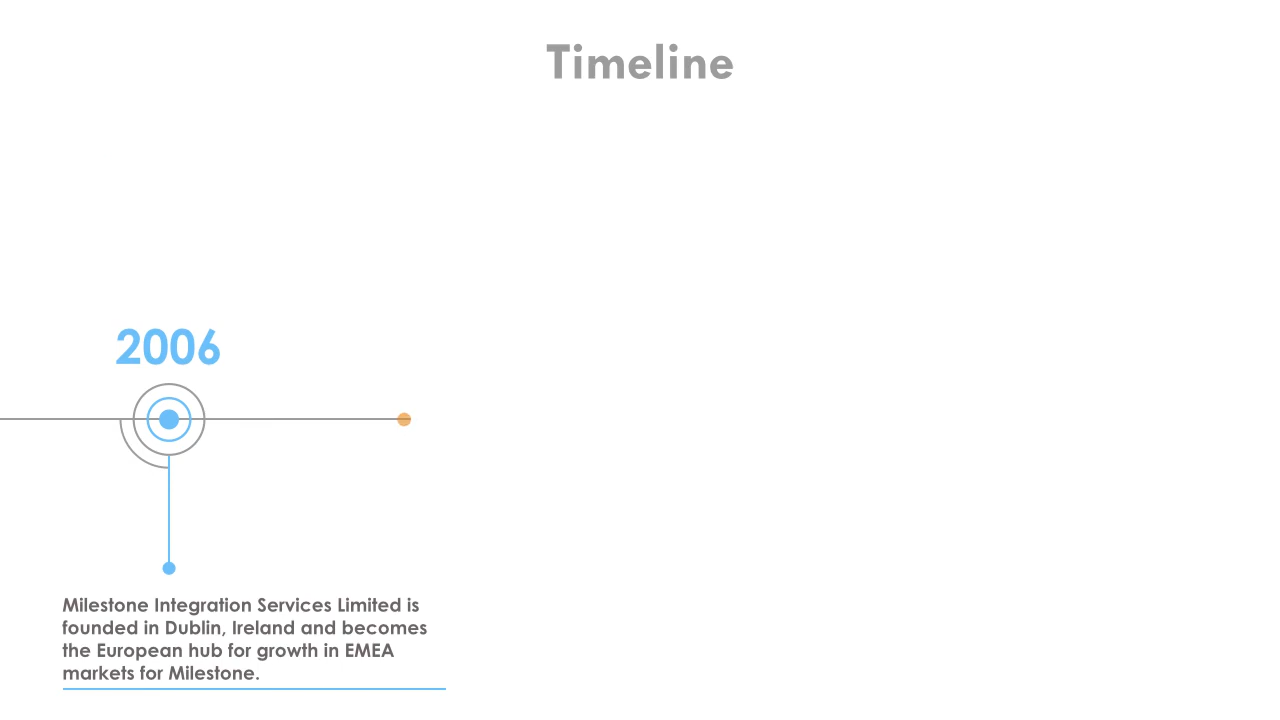 Timeline
2006
Milestone Integration Services Limited is
founded in Dublin, Ireland and becomes
the European hub for growth in EMEA
markets for Milestone.